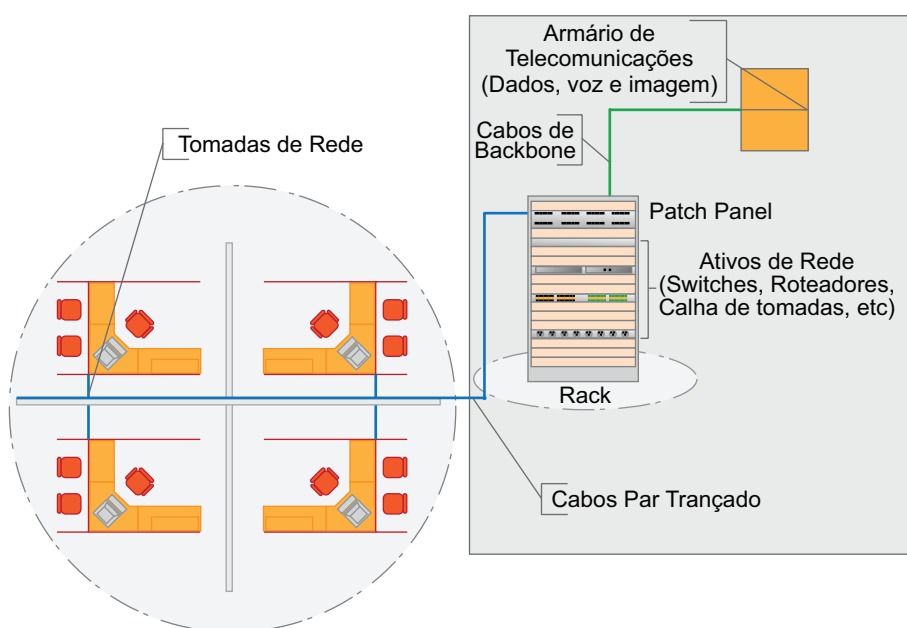 Armário de
Telecomunicações
(Dados, voz e imagem)
Tomadas de Rede
Cabos de
Backbone
Patch Panel
Ativos de Rede
(Switches, Roteadores,
Calha de tomadas, etc)
Rack
Cabos Par Trançado